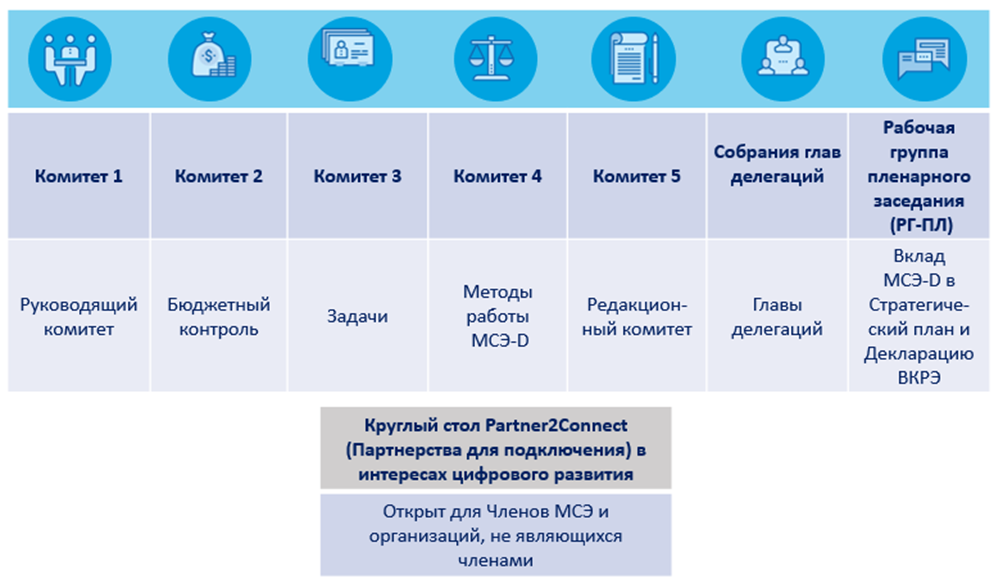 Комитет 1
Комитет 2
Комитет 3
Комитет 4
Комитет 5
Собрания глав
делегаций
Рабочая
группа
пленарного
заседания
(РГ-ПЛ)
Руководящий
комитет
Бюджетный
контроль
Задачи
Методы
работы
МСЭ-D
Редакцион-
ный комитет
Главы
делегаций
Вклад
МСЭ-D в
Стратегиче-
ский план и
Декларацию
ВКРЭ
Круглый стол Partner2Connect
(Партнерства для подключения) в
интересах цифрового развития
Открыт для Членов МСЭ и
организаций, не являющихся
членами